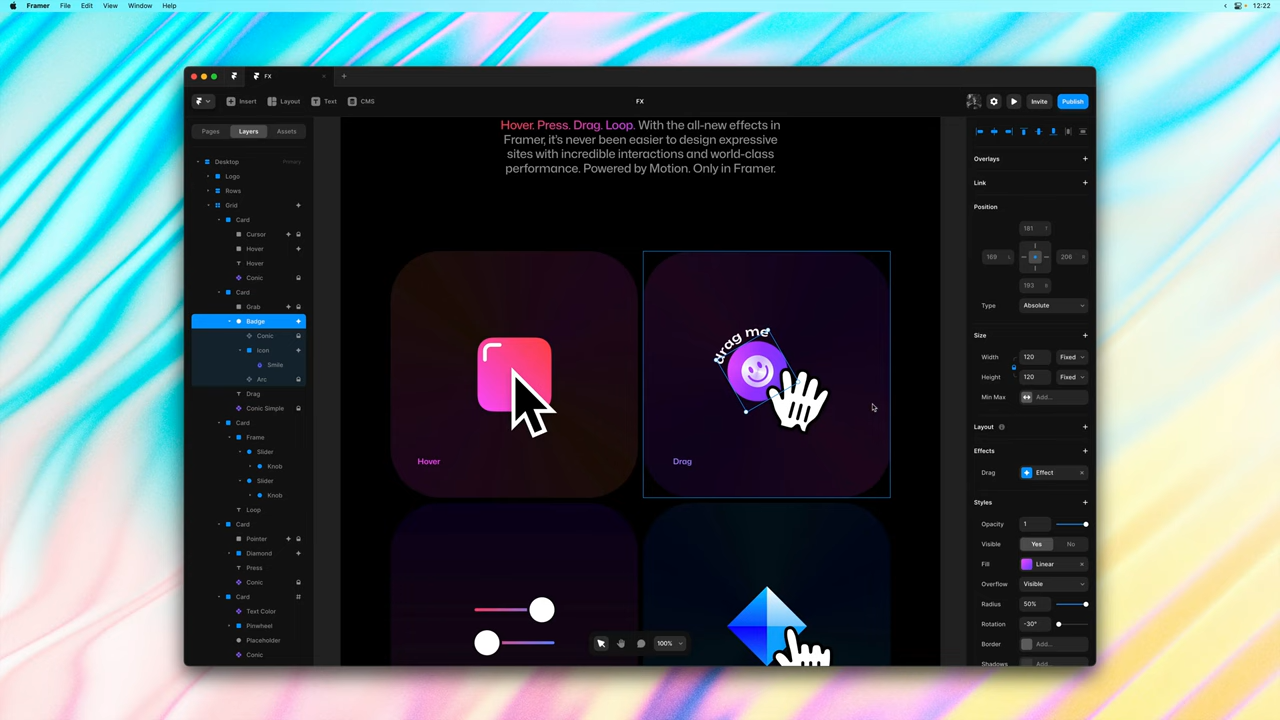 Framer File Edit View Window Help 12:22
FX
Insert Layout Text CMS FX Invite Publish
Pages Layers Assets
Desktop Primary
Logo
Rows
Grid
Card
Cursor
Hover
Hover
Conic
Card
Grab
Badge
Conic
Icon
Smile
Arc
Drag
Conic Simple
Card
Frame
Slider
Knob
Slider
Knob
Loop
Card
Pointer
Diamond
Press
Conic
Card
Text Color
Pinwheel
Placeholder
Conic
Hover. Press. Drag. Loop. With the all-new effects in
Framer, it's never been easier to design expressive
sites with incredible interactions and world-class
performance. Powered by Motion. Only in Framer.
drag me
Hover
Drag
100%
Overlays
Link
Position
181 T
169 L 206 R
193 B
Type Absolute
Size
Width 120 Fixed
Height 120 Fixed
Min Max Add...
Layout
Effects
Drag Effect
Styles
Opacity 1
Visible Yes No
Fill Linear
Overflow Visible
Radius 50%
Rotation -30°
Border Add...
Shadows Add...